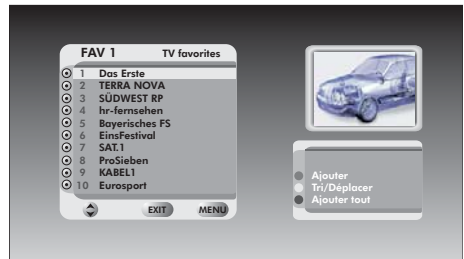 FAV 1 TV favorites
1 Das Erste
2 TERRA NOVA
3 SÜDWEST RP
4 hr-fernsehen
5 Bayerisches FS
6 EinsFestival
7 SAT.1
8 ProSieben
9 KABEL1
10 Eurosport
EXIT MENU
Ajouter
Tri/Déplacer
Ajouter tout